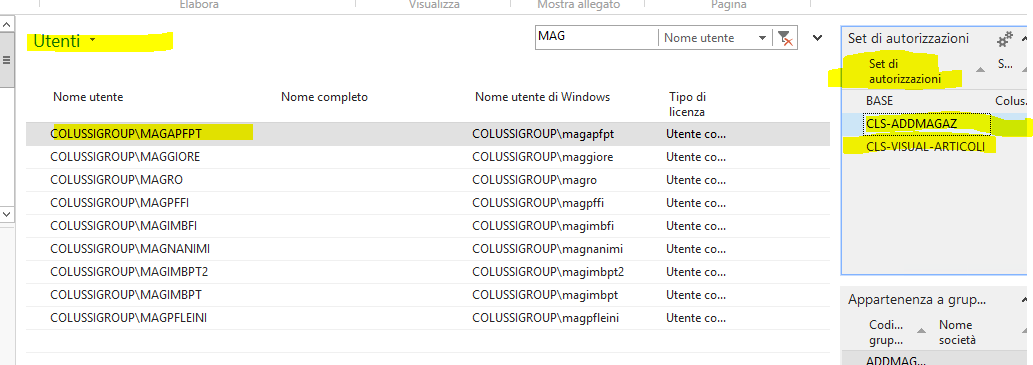 Elabora Visualizza Mostra allegato Pagina
Utenti
MAG Nome utente
Nome utente Nome completo Nome utente di Windows Tipo di licenza
COLUSSIGROUP\MAGAPFPT COLUSSIGROUP\magapfpt Utente co...
COLUSSIGROUP\MAGGIORE COLUSSIGROUP\maggiore Utente co...
COLUSSIGROUP\MAGRO COLUSSIGROUP\magro Utente co...
COLUSSIGROUP\MAGPFFI COLUSSIGROUP\magpffi Utente co...
COLUSSIGROUP\MAGIMBFI COLUSSIGROUP\magimbfi Utente co...
COLUSSIGROUP\MAGNANIMI COLUSSIGROUP\magnanimi Utente co...
COLUSSIGROUP\MAGIMBPT2 COLUSSIGROUP\magimbpt2 Utente co...
COLUSSIGROUP\MAGIMBPT COLUSSIGROUP\magimbpt Utente co...
COLUSSIGROUP\MAGPFLEINI COLUSSIGROUP\magpfleini Utente co...
Set di autorizzazioni
Set di autorizzazioni S...
BASE Colus...
CLS-ADDMAGAZ
CLS-VISUAL-ARTICOLI
Appartenenza a grup...
Codi... Nome
grup... società
ADDMAG...